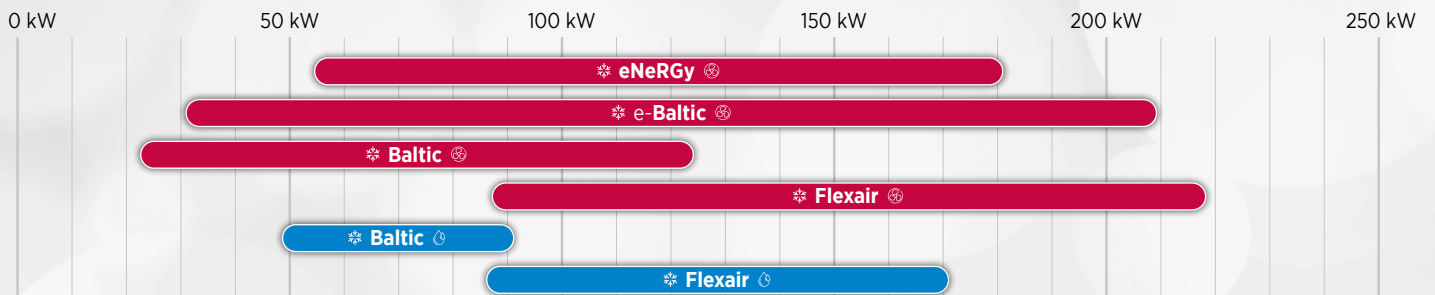 0 kW 50 kW 100 kW 150 kW 200 kW 250 kW
eNeRGy
e-Baltic
Baltic
Flexair
Baltic
Flexair